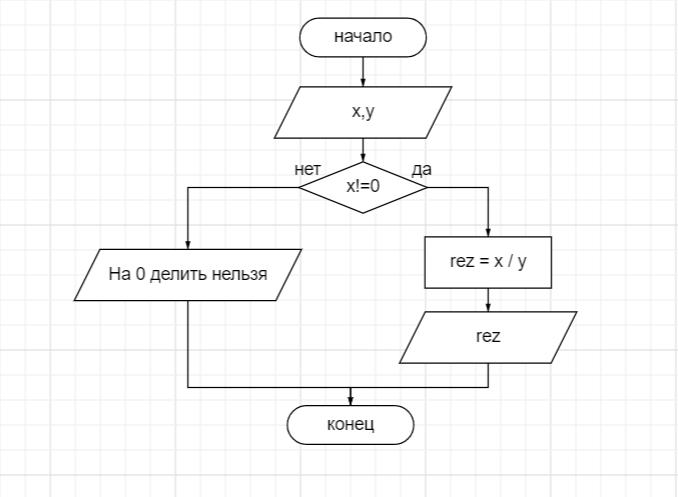 начало
x,y
нет
да
x!=0
На 0 делить нельзя
rez = x / y
rez
конец